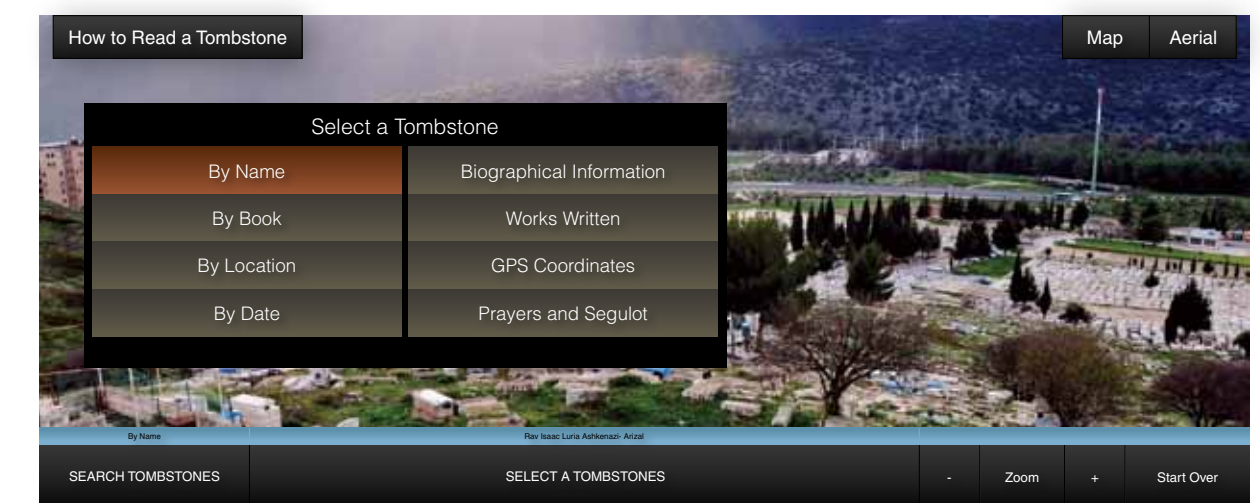 How to Read a Tombstone
Map
Aerial
Select a Tombstone
By Name
Biographical Information
By Book
Works Written
By Location
GPS Coordinates
By Date
Prayers and Segulot
By Name
Rav Isaac Luria Ashkenazi- Arizal
SEARCH TOMBSTONES
SELECT A TOMBSTONES
-
Zoom
+
Start Over